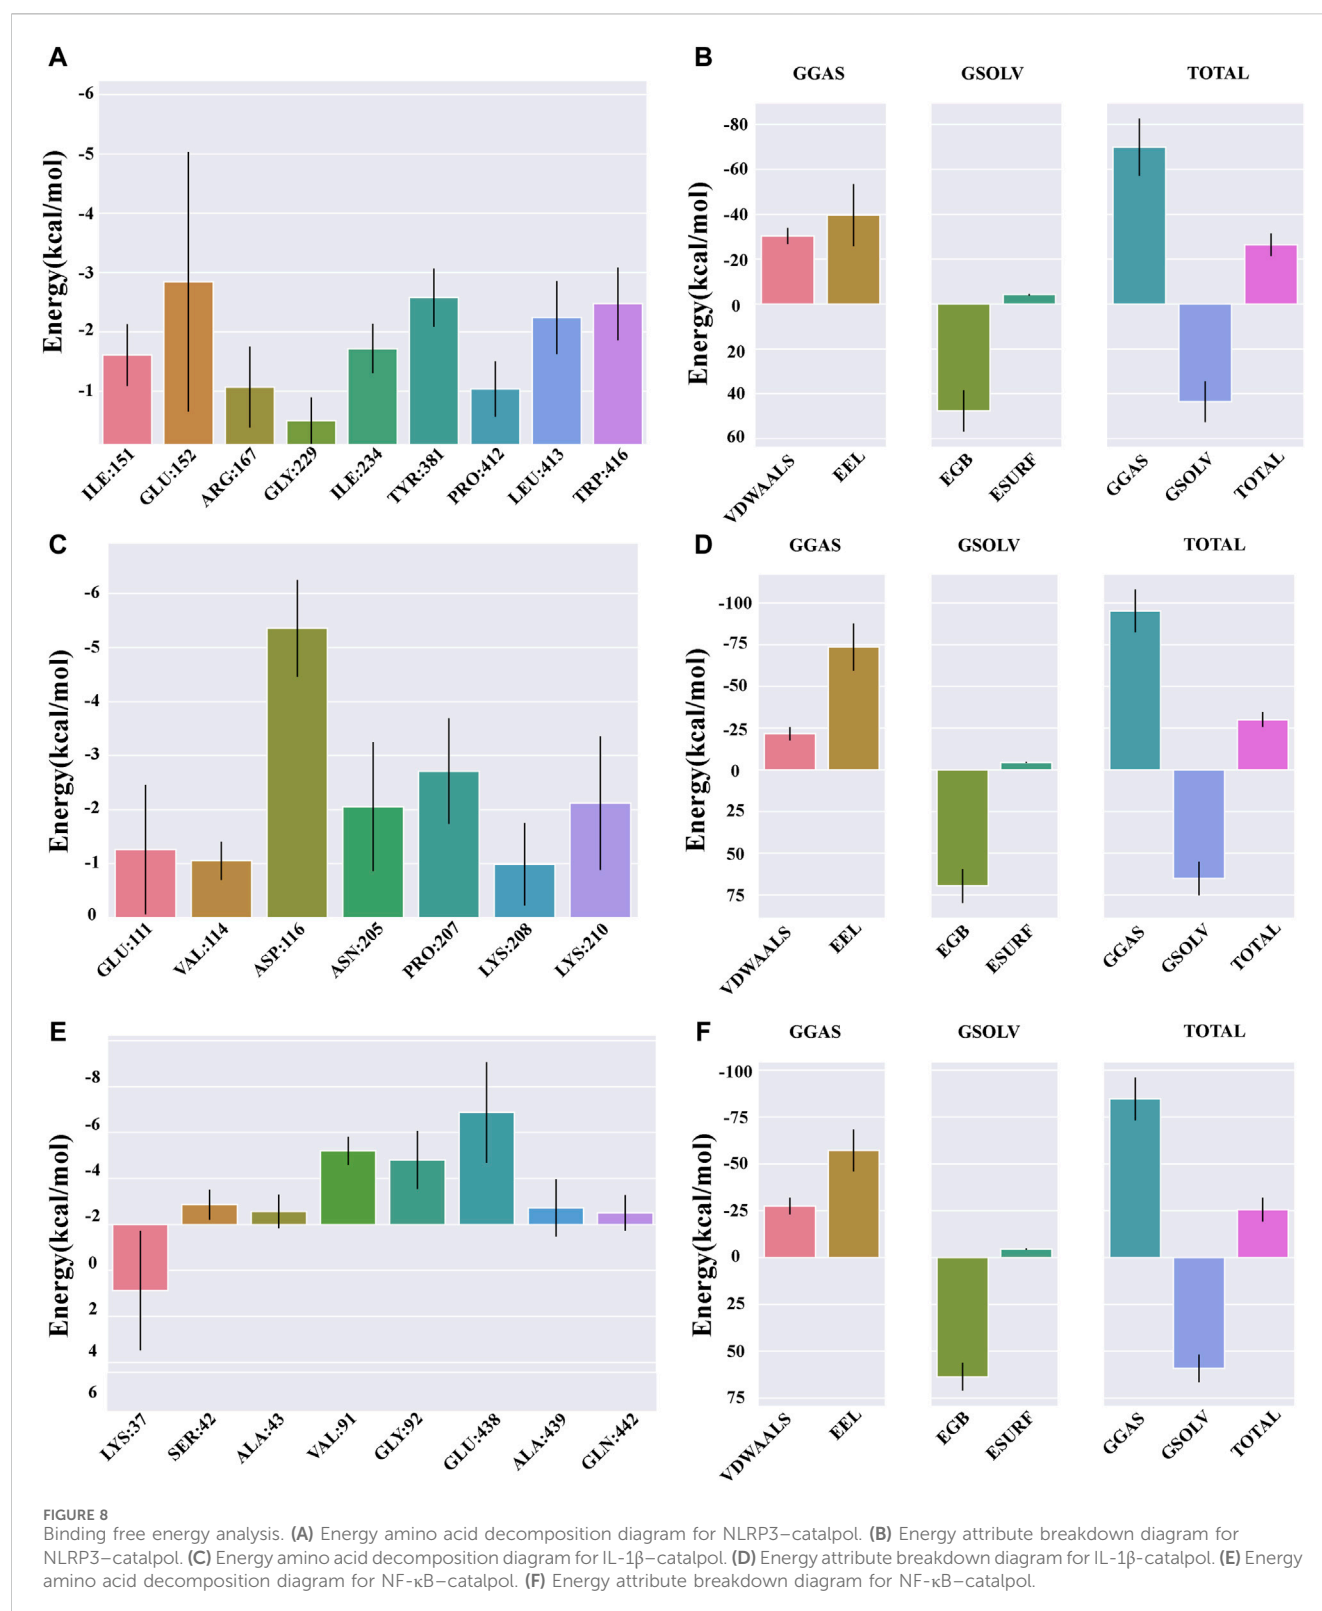 A
Energy(kcal/mol)
-6
-5
-4
-3
-2
-1
ILE:151
GLU:152
ARG:167
GLY:229
ILE:234
TYR:381
PRO:412
LEU:413
TRP:416
B
GGAS
GSOLV
TOTAL
Energy(kcal/mol)
-80
-60
-40
-20
0
20
40
60
VDWAALS
EEL
EGB
ESURF
GGAS
GSOLV
TOTAL
C
Energy(kcal/mol)
-6
-5
-4
-3
-2
-1
0
GLU:111
VAL:114
ASP:116
ASN:205
PRO:207
LYS:208
LYS:210
D
GGAS
GSOLV
TOTAL
Energy(kcal/mol)
-100
-75
-50
-25
0
25
50
75
VDWAALS
EEL
EGB
ESURF
GGAS
GSOLV
TOTAL
E
Energy(kcal/mol)
-8
-6
-4
-2
0
2
4
6
LYS:37
SER:42
ALA:43
VAL:91
GLY:92
GLU:438
ALA:439
GLN:442
F
GGAS
GSOLV
TOTAL
Energy(kcal/mol)
-100
-75
-50
-25
0
25
50
75
VDWAALS
EEL
EGB
ESURF
GGAS
GSOLV
TOTAL
FIGURE 8
Binding free energy analysis. (A) Energy amino acid decomposition diagram for NLRP3–catalpol. (B) Energy attribute breakdown diagram for
NLRP3–catalpol. (C) Energy amino acid decomposition diagram for IL-1β–catalpol. (D) Energy attribute breakdown diagram for IL-1β-catalpol. (E) Energy
amino acid decomposition diagram for NF-κB–catalpol. (F) Energy attribute breakdown diagram for NF-κB–catalpol.